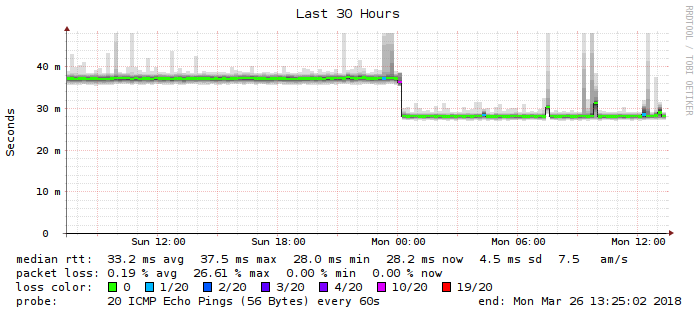 Last 30 Hours
RRDTOOL / TOBI OETIKER
Seconds
40 m
30 m
20 m
10 m
0
Sun 12:00 Sun 18:00 Mon 00:00 Mon 06:00 Mon 12:00
median rtt: 33.2 ms avg 37.5 ms max 28.0 ms min 28.2 ms now 4.5 ms sd 7.5 am/s
packet loss: 0.19 % avg 26.61 % max 0.00 % min 0.00 % now
loss color: 0 1/20 2/20 3/20 4/20 10/20 19/20
probe: 20 ICMP Echo Pings (56 Bytes) every 60s end: Mon Mar 26 13:25:02 2018